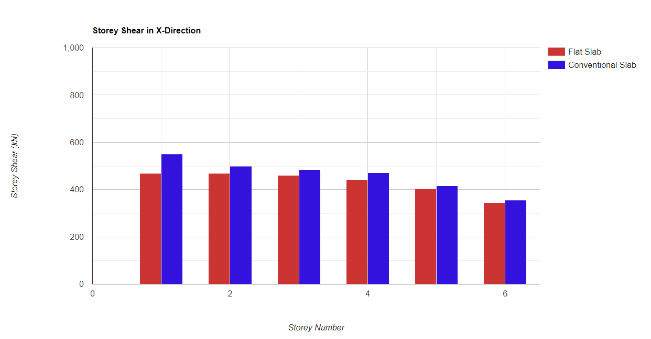 Storey Shear in X-Direction
1,000
800
600
400
200
0
Storey Shear (kN)
0 2 4 6
Storey Number
Flat Slab
Conventional Slab